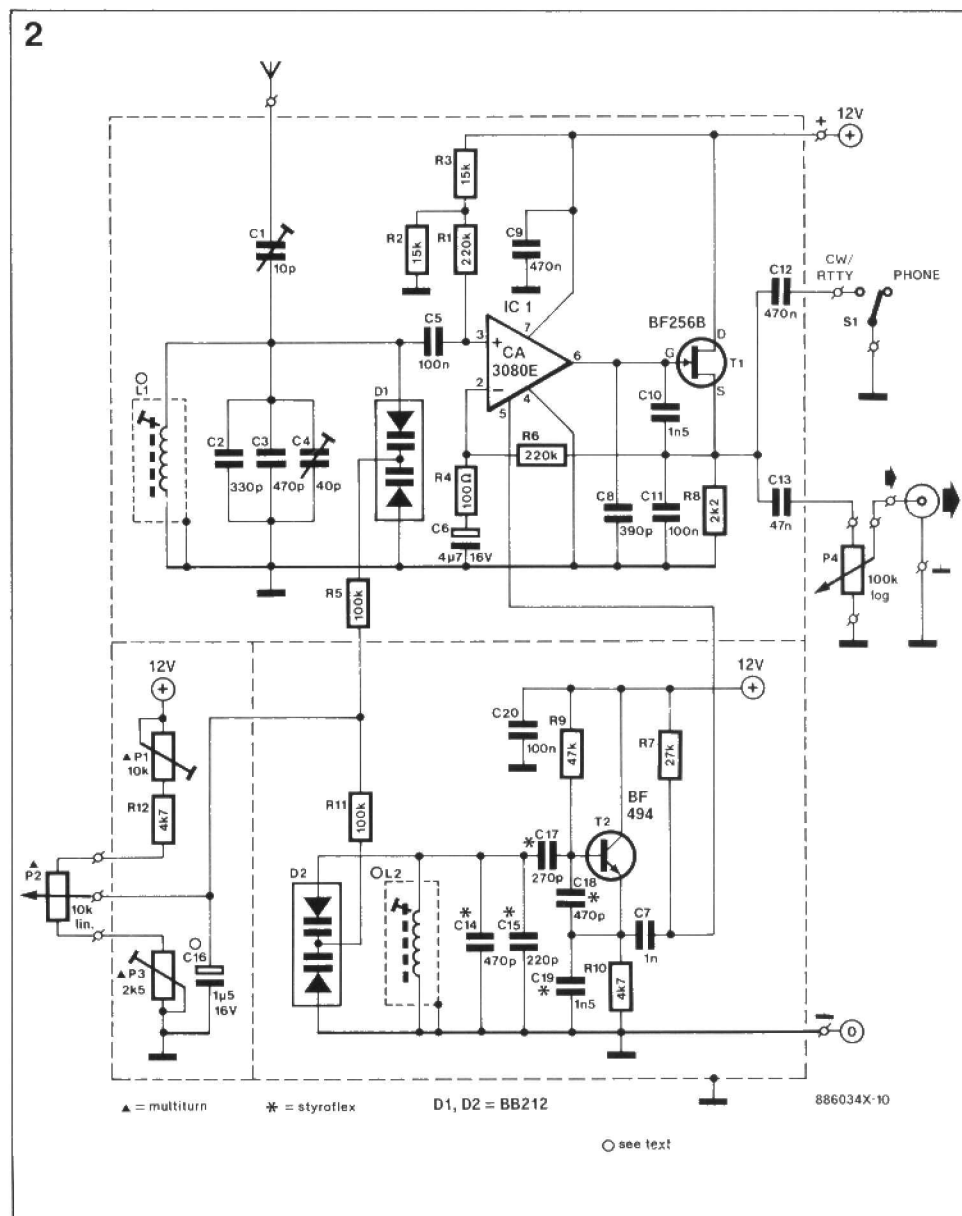 2
12V
+
R3
15k
C1
10p
R2
15k
R1
220k
C9
470n
CW/
RTTY
PHONE
C12
470n
S1
IC 1
C5
100n
BF256B
D
G
T1
S
3
+
7
CA
3080E
6
2
−
4
5
L1
D1
C10
1n5
C2
330p
C3
470p
C4
40p
R6
220k
R4
100Ω
C13
47n
C6
4µ7 16V
C8
390p
C11
100n
R8
2k2
P4
100k
log
R5
100k
12V
12V
P1
10k
C20
100n
R9
47k
R7
27k
R12
4k7
R11
100k
BF
494
T2
P2
10k
lin.
D2
L2
* C17
270p
C18
470p *
C7
1n
* C14
470p
* C15
220p
C16
1µ5
16V
P3
2k5
C19
* 1n5
R10
4k7
−
0
▲ = multiturn
* = styroflex
D1, D2 = BB212
886034X-10
○ see text